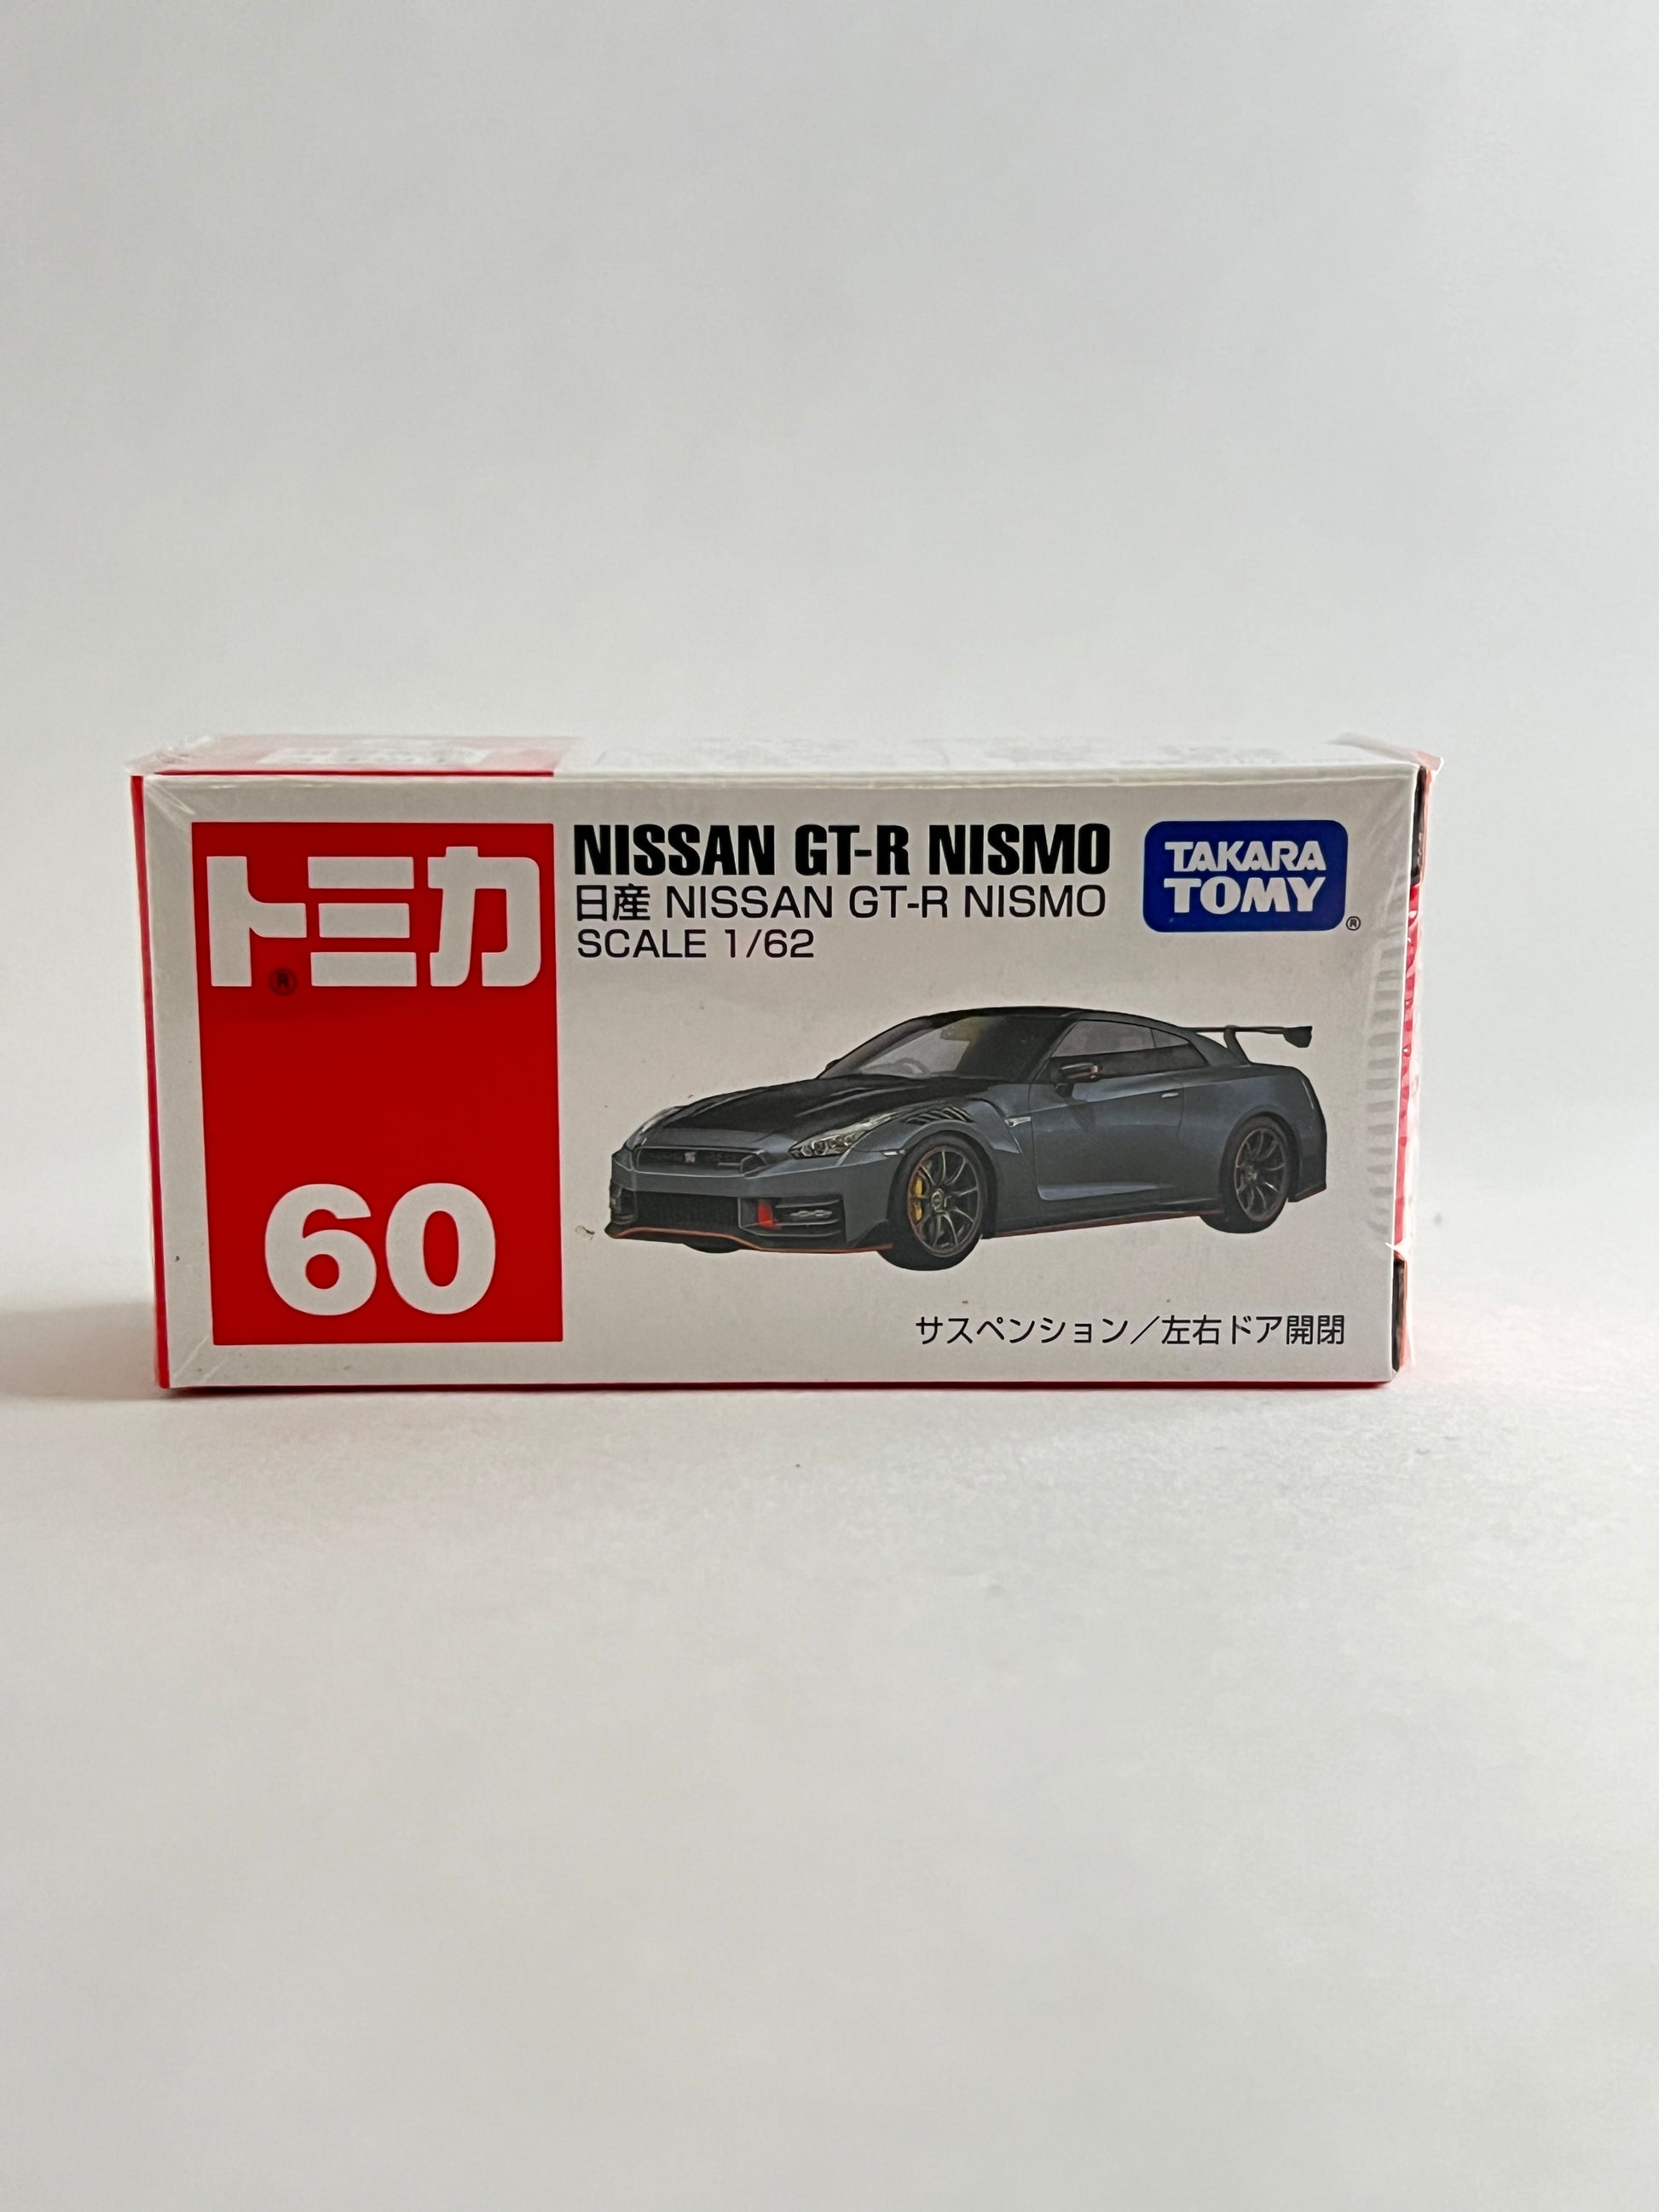 トミカ
®
60
NISSAN GT-R NISMO
日産 NISSAN GT-R NISMO
SCALE 1/62
TAKARA
TOMY
®
サスペンション／左右ドア開閉